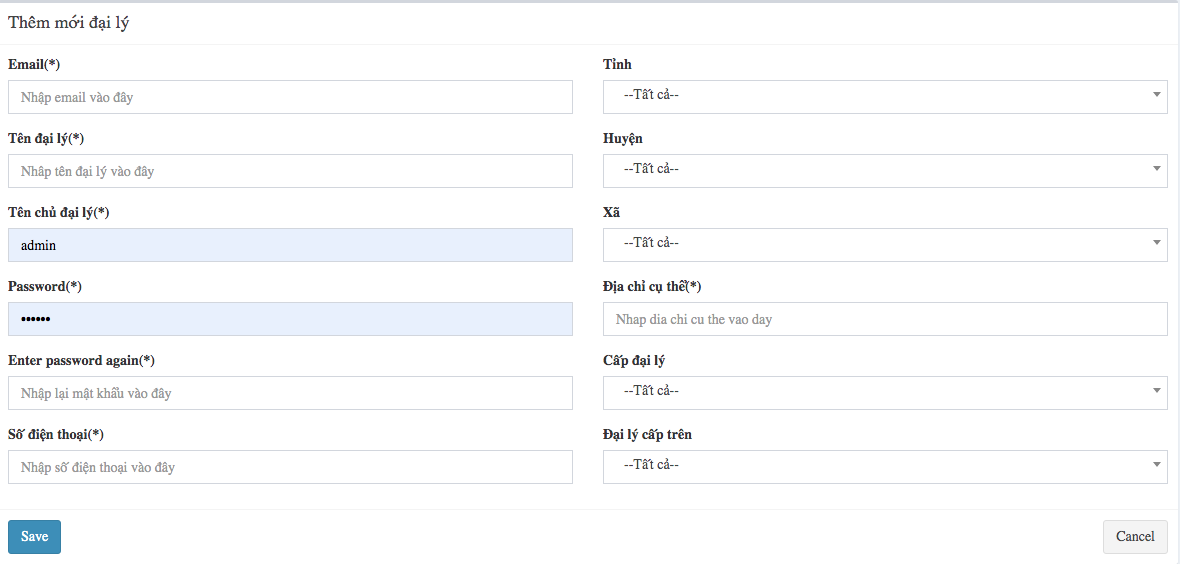 Thêm mới đại lý
Email(*)
Nhập email vào đây
Tên đại lý(*)
Nhâp tên đại lý vào đây
Tên chủ đại lý(*)
admin
Password(*)
••••••
Enter password again(*)
Nhập lại mật khẩu vào đây
Số điện thoại(*)
Nhập số điện thoại vào đây
Tỉnh
--Tất cả--
Huyện
--Tất cả--
Xã
--Tất cả--
Địa chỉ cụ thể(*)
Nhap dia chi cu the vao day
Cấp đại lý
--Tất cả--
Đại lý cấp trên
--Tất cả--
Save
Cancel